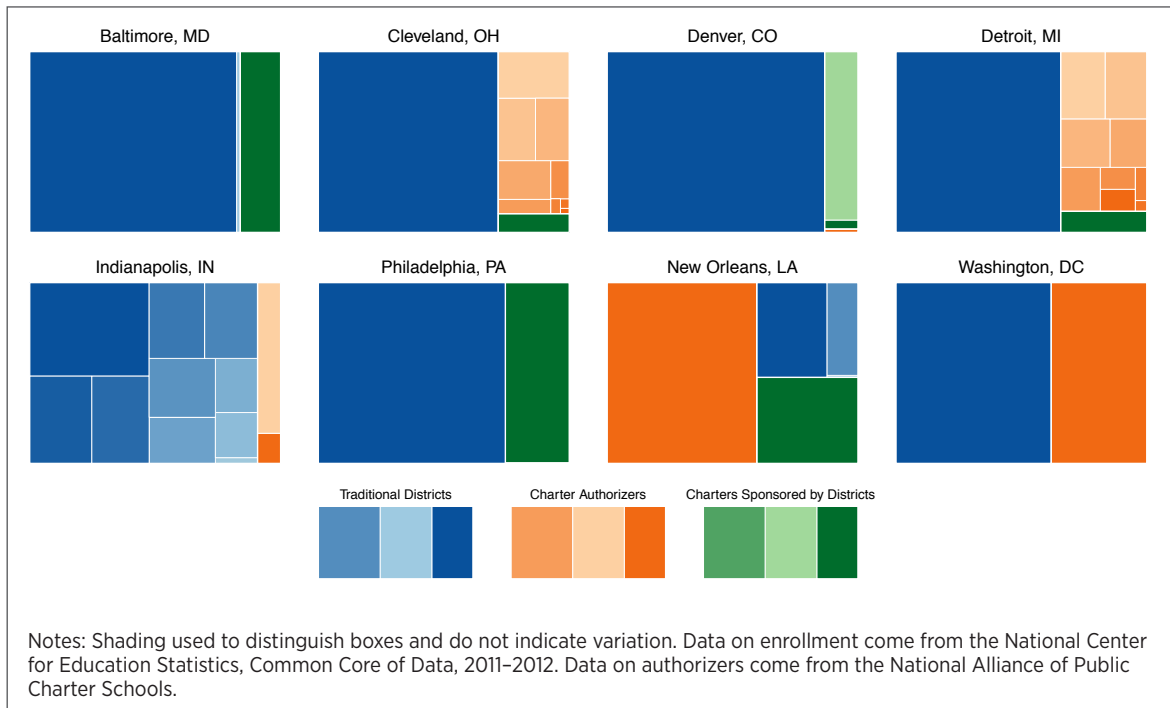 Baltimore, MD
Cleveland, OH
Denver, CO
Detroit, MI
Indianapolis, IN
Philadelphia, PA
New Orleans, LA
Washington, DC
Traditional Districts
Charter Authorizers
Charters Sponsored by Districts
Notes: Shading used to distinguish boxes and do not indicate variation. Data on enrollment come from the National Center
for Education Statistics, Common Core of Data, 2011–2012. Data on authorizers come from the National Alliance of Public
Charter Schools.